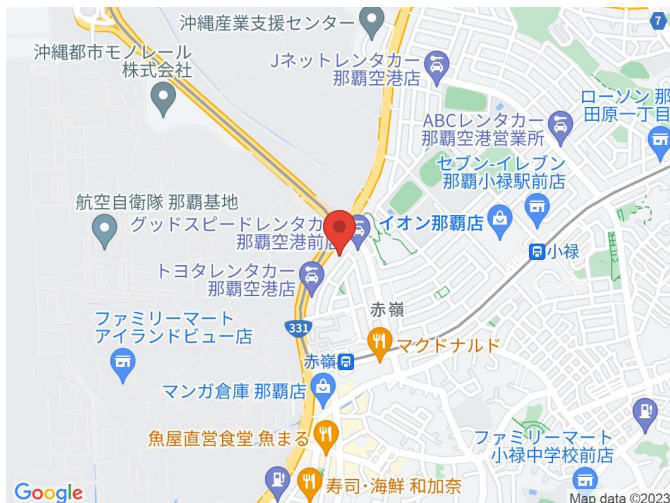 沖縄産業支援センター
7
沖縄都市モノレール
株式会社
Jネットレンタカー
那覇空港店
ABCレンタカー
那覇空港営業所
ローソン 那
田原一丁目
セブン-イレブン
那覇小禄駅前店
航空自衛隊 那覇基地
グッドスピードレンタカ
那覇空港前店
イオン那覇店
小禄
トヨタレンタカー
那覇空港店
赤嶺
331
ファミリーマート
アイランドビュー店
赤嶺
マクドナルド
マンガ倉庫 那覇店
魚屋直営食堂 魚まる
ファミリーマート
小禄中学校前店
寿司・海鮮 和加奈
Google
Map data ©2023